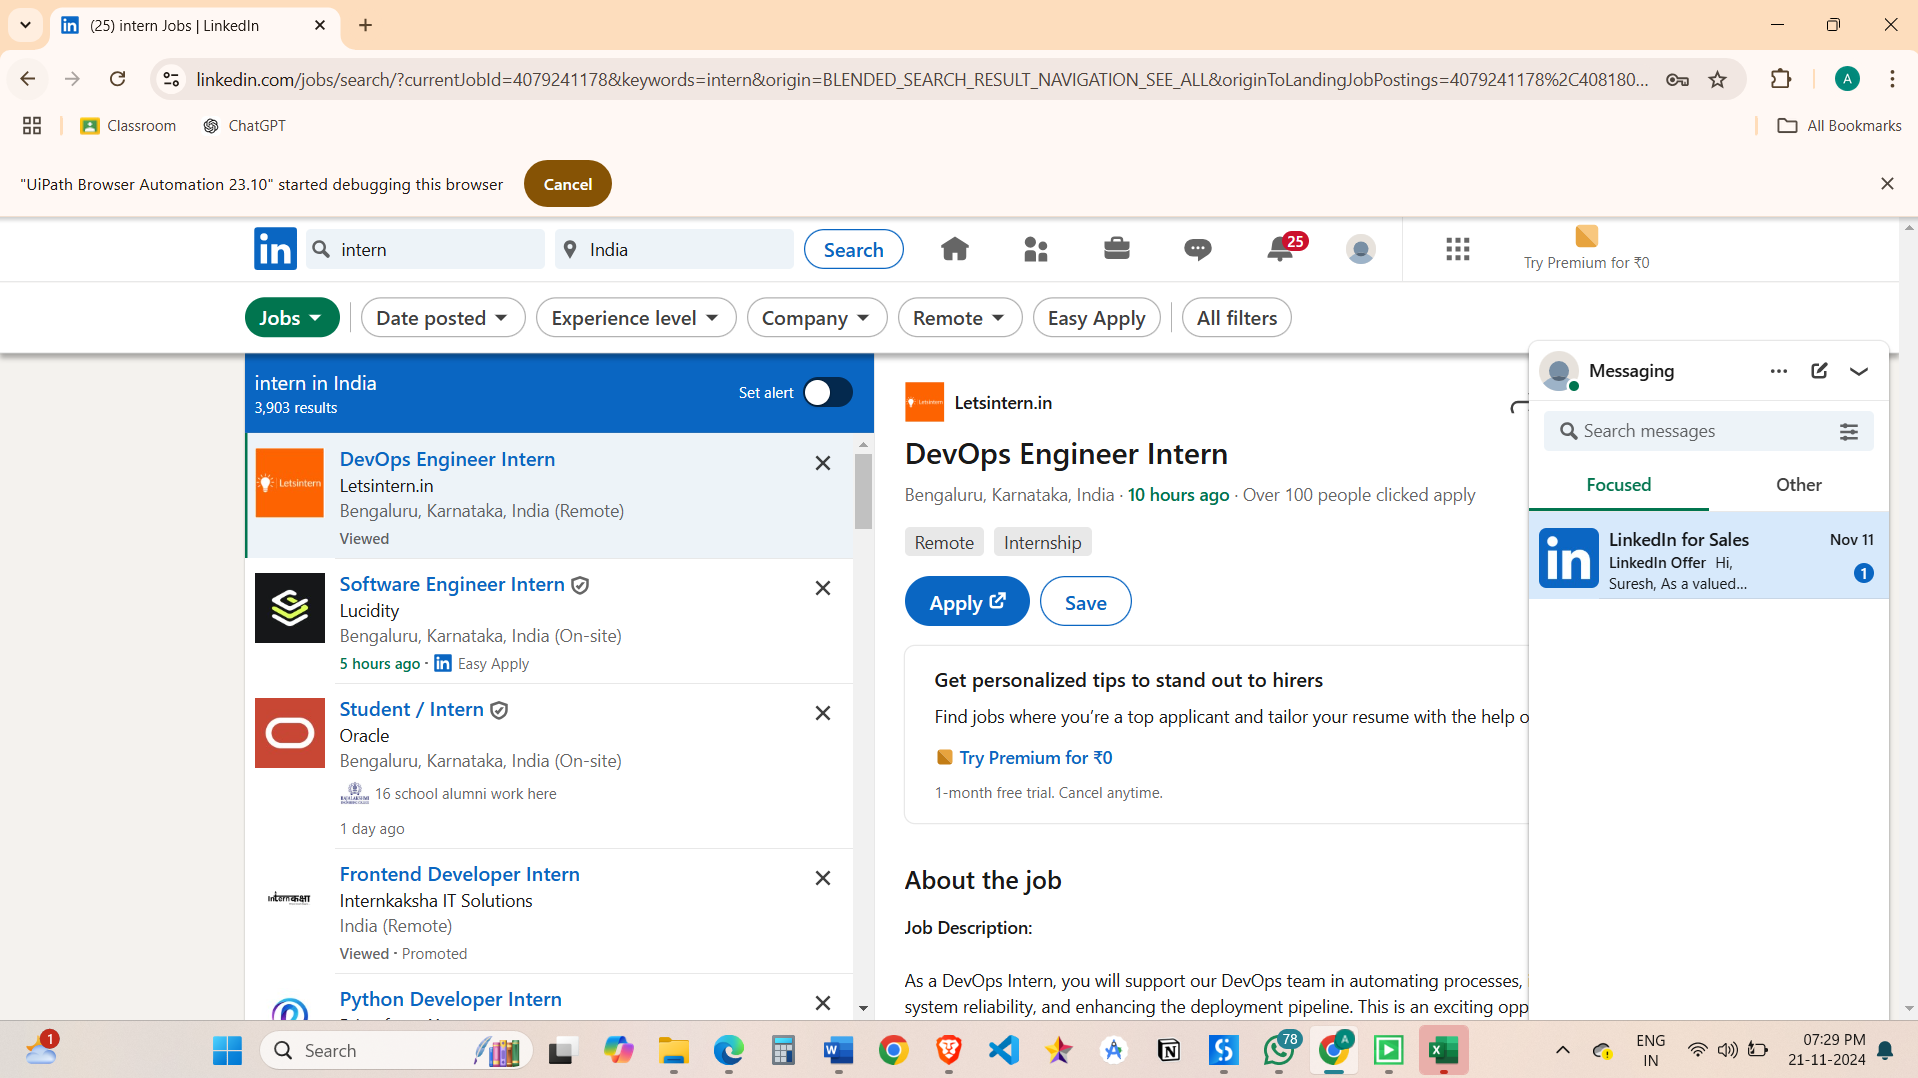 (25) intern Jobs | LinkedIn
linkedin.com/jobs/search/?currentJobId=4079241178&keywords=intern&origin=BLENDED_SEARCH_RESULT_NAVIGATION_SEE_ALL&originToLandingJobPostings=4079241178%2C408180...
A
Classroom
ChatGPT
All Bookmarks
"UiPath Browser Automation 23.10" started debugging this browser
Cancel
in
intern
India
Search
25
Try Premium for ₹0
Jobs
Date posted
Experience level
Company
Remote
Easy Apply
All filters
intern in India
3,903 results
Set alert
DevOps Engineer Intern
Letsintern.in
Bengaluru, Karnataka, India (Remote)
Viewed
Letsintern
Software Engineer Intern
Lucidity
Bengaluru, Karnataka, India (On-site)
5 hours ago · in Easy Apply
Student / Intern
Oracle
Bengaluru, Karnataka, India (On-site)
16 school alumni work here
1 day ago
Frontend Developer Intern
Internkaksha IT Solutions
India (Remote)
Viewed · Promoted
Python Developer Intern
Letsintern.in
DevOps Engineer Intern
Bengaluru, Karnataka, India · 10 hours ago · Over 100 people clicked apply
Remote
Internship
Apply
Save
Get personalized tips to stand out to hirers
Find jobs where you're a top applicant and tailor your resume with the help o
Try Premium for ₹0
1-month free trial. Cancel anytime.
About the job
Job Description:
As a DevOps Intern, you will support our DevOps team in automating processes,
system reliability, and enhancing the deployment pipeline. This is an exciting opp
Messaging
Search messages
Focused
Other
in
LinkedIn for Sales
Nov 11
LinkedIn Offer Hi,
Suresh, As a valued...
1
1
Search
78
A
ENG
IN
07:29 PM
21-11-2024